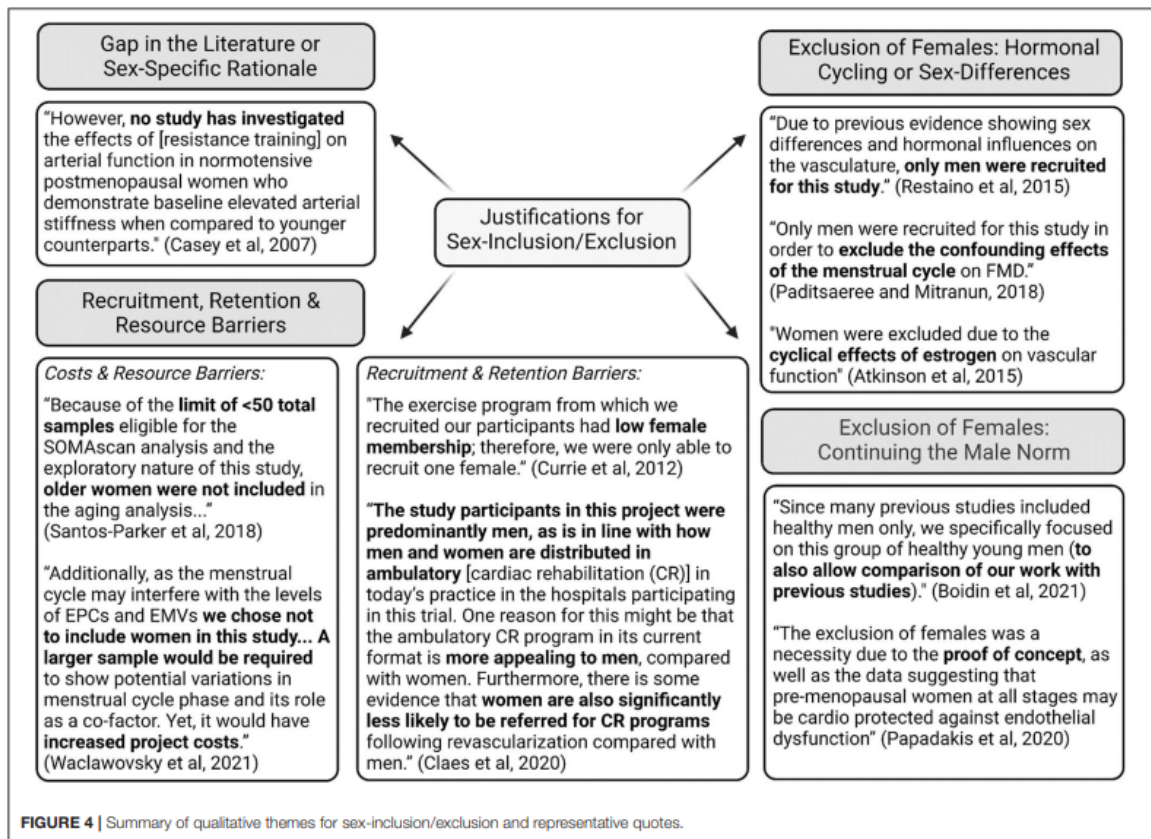 Gap in the Literature or
Sex-Specific Rationale
“However, no study has investigated
the effects of [resistance training] on
arterial function in normotensive
postmenopausal women who
demonstrate baseline elevated arterial
stiffness when compared to younger
counterparts." (Casey et al, 2007)
Justifications for
Sex-Inclusion/Exclusion
Exclusion of Females: Hormonal
Cycling or Sex-Differences
“Due to previous evidence showing sex
differences and hormonal influences on
the vasculature, only men were recruited
for this study.” (Restaino et al, 2015)
“Only men were recruited for this study in
order to exclude the confounding effects
of the menstrual cycle on FMD.”
(Paditsaeree and Mitranun, 2018)
"Women were excluded due to the
cyclical effects of estrogen on vascular
function" (Atkinson et al, 2015)
Recruitment, Retention &
Resource Barriers
Costs & Resource Barriers:
“Because of the limit of <50 total
samples eligible for the
SOMAscan analysis and the
exploratory nature of this study,
older women were not included in
the aging analysis...”
(Santos-Parker et al, 2018)
“Additionally, as the menstrual
cycle may interfere with the levels
of EPCs and EMVs we chose not
to include women in this study... A
larger sample would be required
to show potential variations in
menstrual cycle phase and its role
as a co-factor. Yet, it would have
increased project costs.”
(Waclawovsky et al, 2021)
Recruitment & Retention Barriers:
"The exercise program from which we
recruited our participants had low female
membership; therefore, we were only able to
recruit one female.” (Currie et al, 2012)
“The study participants in this project were
predominantly men, as is in line with how
men and women are distributed in
ambulatory [cardiac rehabilitation (CR)] in
today’s practice in the hospitals participating
in this trial. One reason for this might be that
the ambulatory CR program in its current
format is more appealing to men, compared
with women. Furthermore, there is some
evidence that women are also significantly
less likely to be referred for CR programs
following revascularization compared with
men.” (Claes et al, 2020)
Exclusion of Females:
Continuing the Male Norm
“Since many previous studies included
healthy men only, we specifically focused
on this group of healthy young men (to
also allow comparison of our work with
previous studies)." (Boidin et al, 2021)
“The exclusion of females was a
necessity due to the proof of concept, as
well as the data suggesting that
pre-menopausal women at all stages may
be cardio protected against endothelial
dysfunction” (Papadakis et al, 2020)
FIGURE 4 | Summary of qualitative themes for sex-inclusion/exclusion and representative quotes.